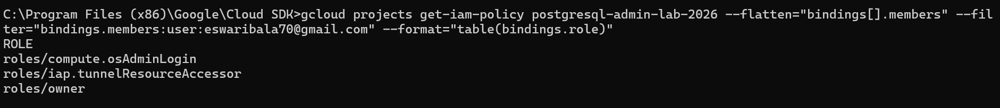 C:\Program Files (x86)\Google\Cloud SDK>gcloud projects get-iam-policy postgresql-admin-lab-2026 --flatten="bindings[].members" --fil
ter="bindings.members:user:eswaribala70@gmail.com" --format="table(bindings.role)"
ROLE
roles/compute.osAdminLogin
roles/iap.tunnelResourceAccessor
roles/owner